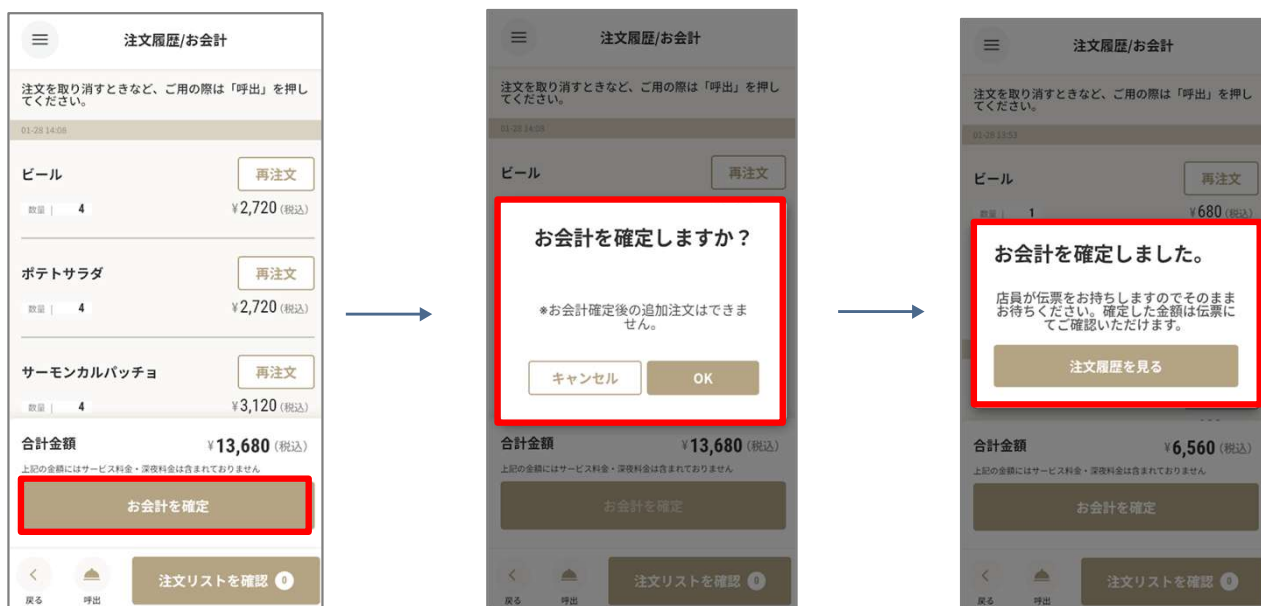 注文履歴/お会計
注文を取り消すときなど、ご用の際は「呼出」を押し
てください。
01-28 14:08
ビール
再注文
数量 | 4
¥2,720 (税込)
ポテトサラダ
再注文
数量 | 4
¥2,720 (税込)
サーモンカルパッチョ
再注文
数量 | 4
¥3,120 (税込)
合計金額
¥13,680 (税込)
上記の金額にはサービス料金・深夜料金は含まれておりません
お会計を確定
戻る
呼出
注文リストを確認 0
注文履歴/お会計
注文を取り消すときなど、ご用の際は「呼出」を押し
てください。
01-28 14:08
ビール
再注文
お会計を確定しますか？
※お会計確定後の追加注文はできま
せん。
キャンセル
OK
合計金額
¥13,680 (税込)
上記の金額にはサービス料金・深夜料金は含まれておりません
お会計を確定
戻る
呼出
注文リストを確認 0
注文履歴/お会計
注文を取り消すときなど、ご用の際は「呼出」を押し
てください。
01-28 13:53
ビール
再注文
数量 | 1
¥680 (税込)
お会計を確定しました。
店員が伝票をお持ちしますのでそのまま
お待ちください。確定した金額は伝票に
てご確認いただけます。
注文履歴を見る
合計金額
¥6,560 (税込)
上記の金額にはサービス料金・深夜料金は含まれておりません
お会計を確定
戻る
呼出
注文リストを確認 0